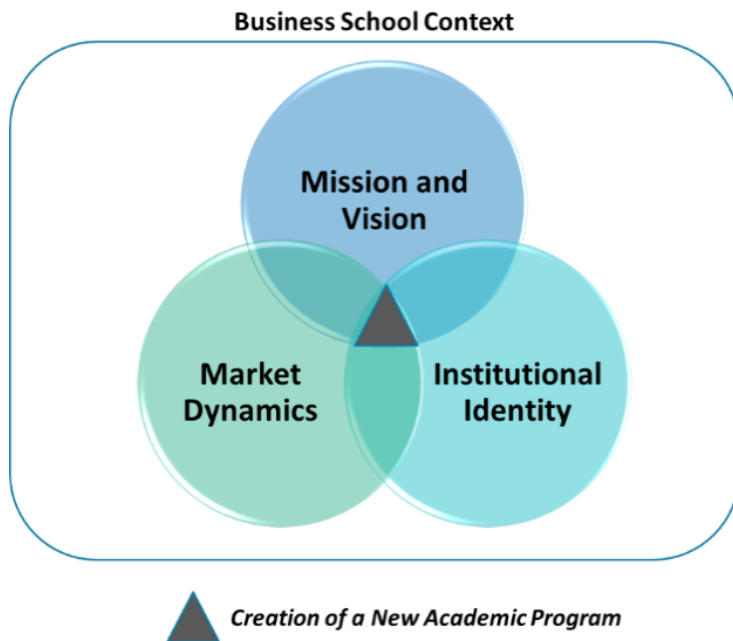 Business School Context
Mission and
Vision
Market
Dynamics
Institutional
Identity
Creation of a New Academic Program